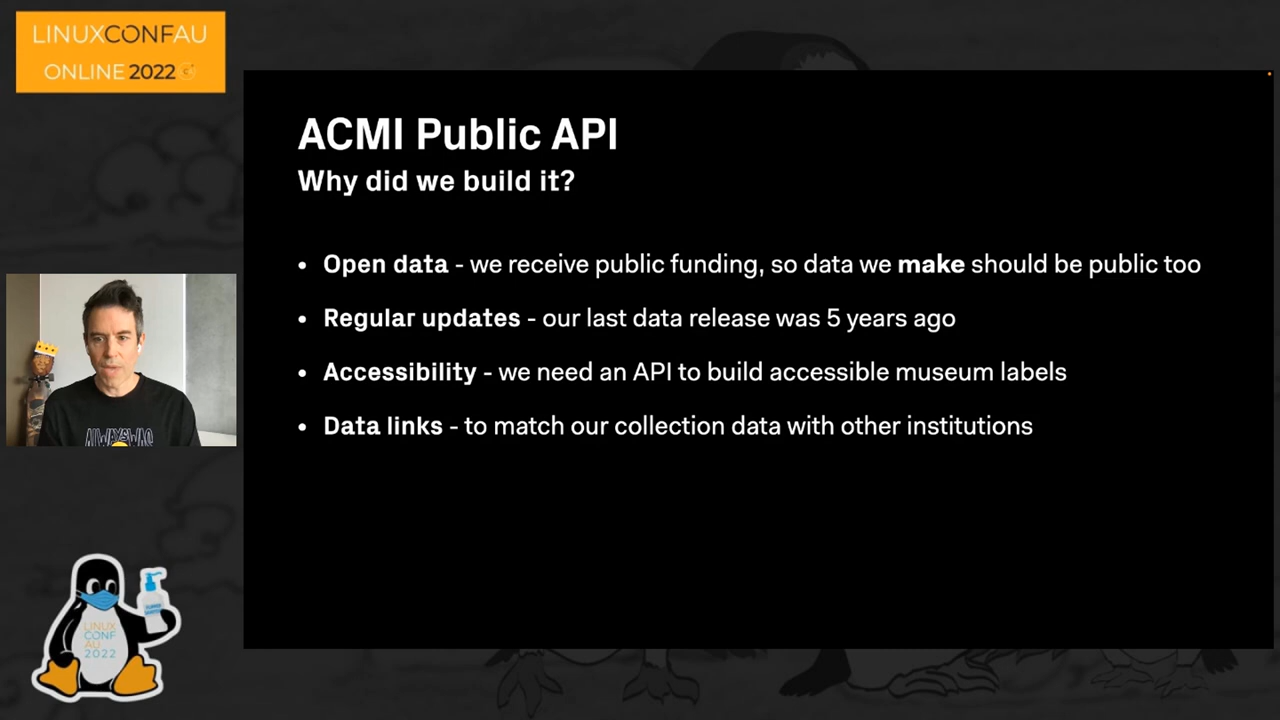 LINUXCONFAU
ONLINE 2022
ACMI Public API
Why did we build it?
• Open data - we receive public funding, so data we make should be public too
• Regular updates - our last data release was 5 years ago
• Accessibility - we need an API to build accessible museum labels
• Data links - to match our collection data with other institutions
ALWAYS WAS
LINUX
CONF
AU
2022